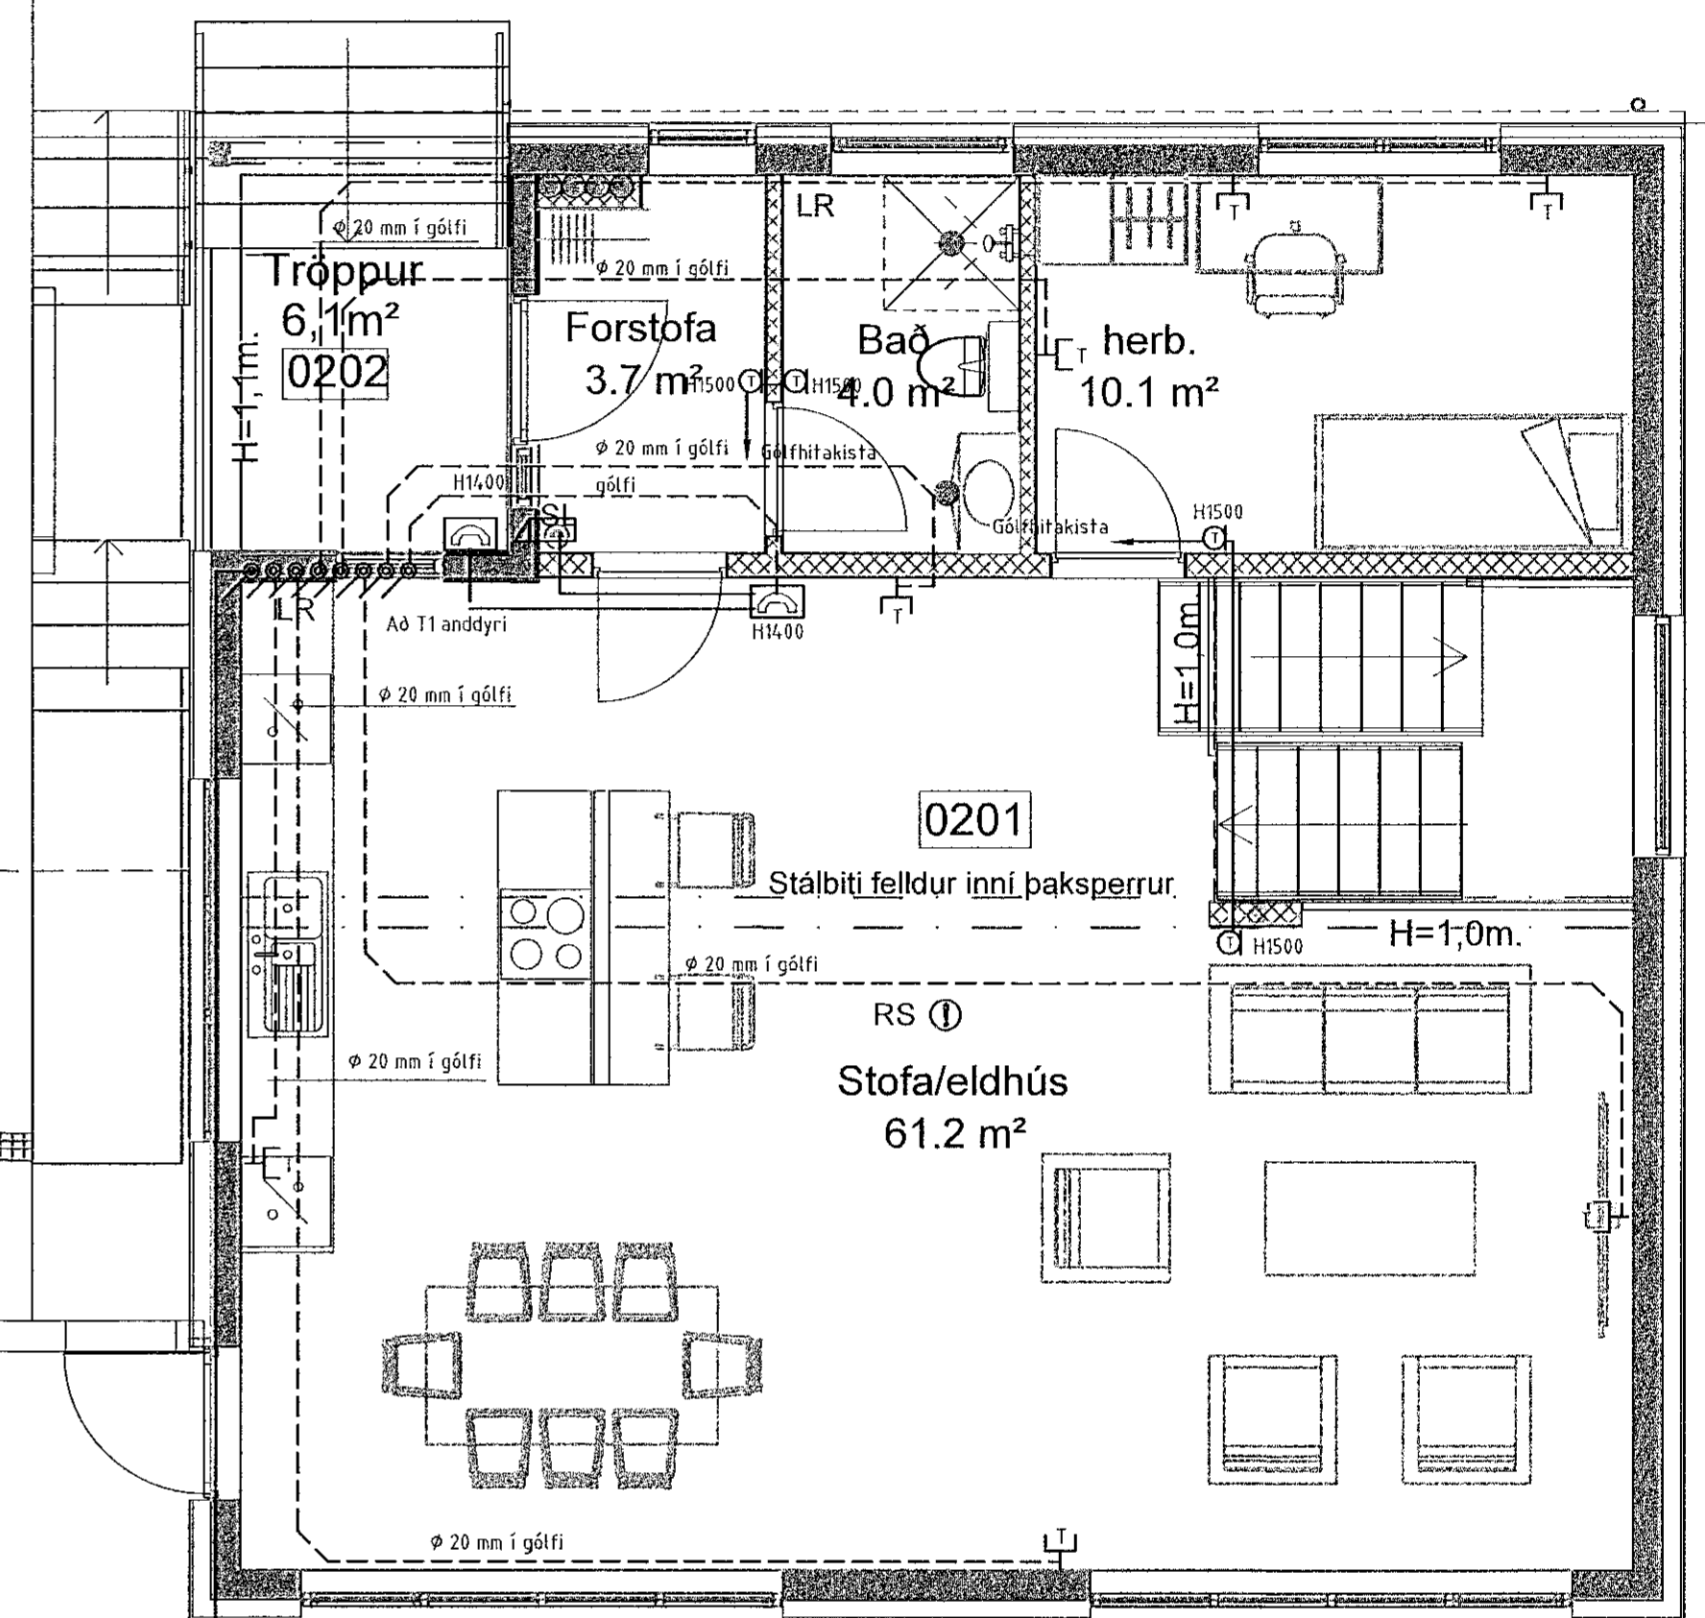 LR
T
T
⌀ 20 mm í gólfi
Tröppur
6,1m²
0202
H=1,1m.
⌀ 20 mm í gólfi
Forstofa
3.7 m²
H1500 T
T H1500
Bað
4.0 m²
T
herb.
10.1 m²
⌀ 20 mm í gólfi
Gólfhitakista
H1400
gólfi
SL
Gólfhitakista
H1500
T
LR
Að T1 anddyri
H1400
T
H=1.0m
⌀ 20 mm í gólfi
0201
Stálbiti felldur inní þaksperrur
H=1,0m.
T H1500
⌀ 20 mm í gólfi
RS
⌀ 20 mm í gólfi
Stofa/eldhús
61.2 m²
T
⌀ 20 mm í gólfi
T